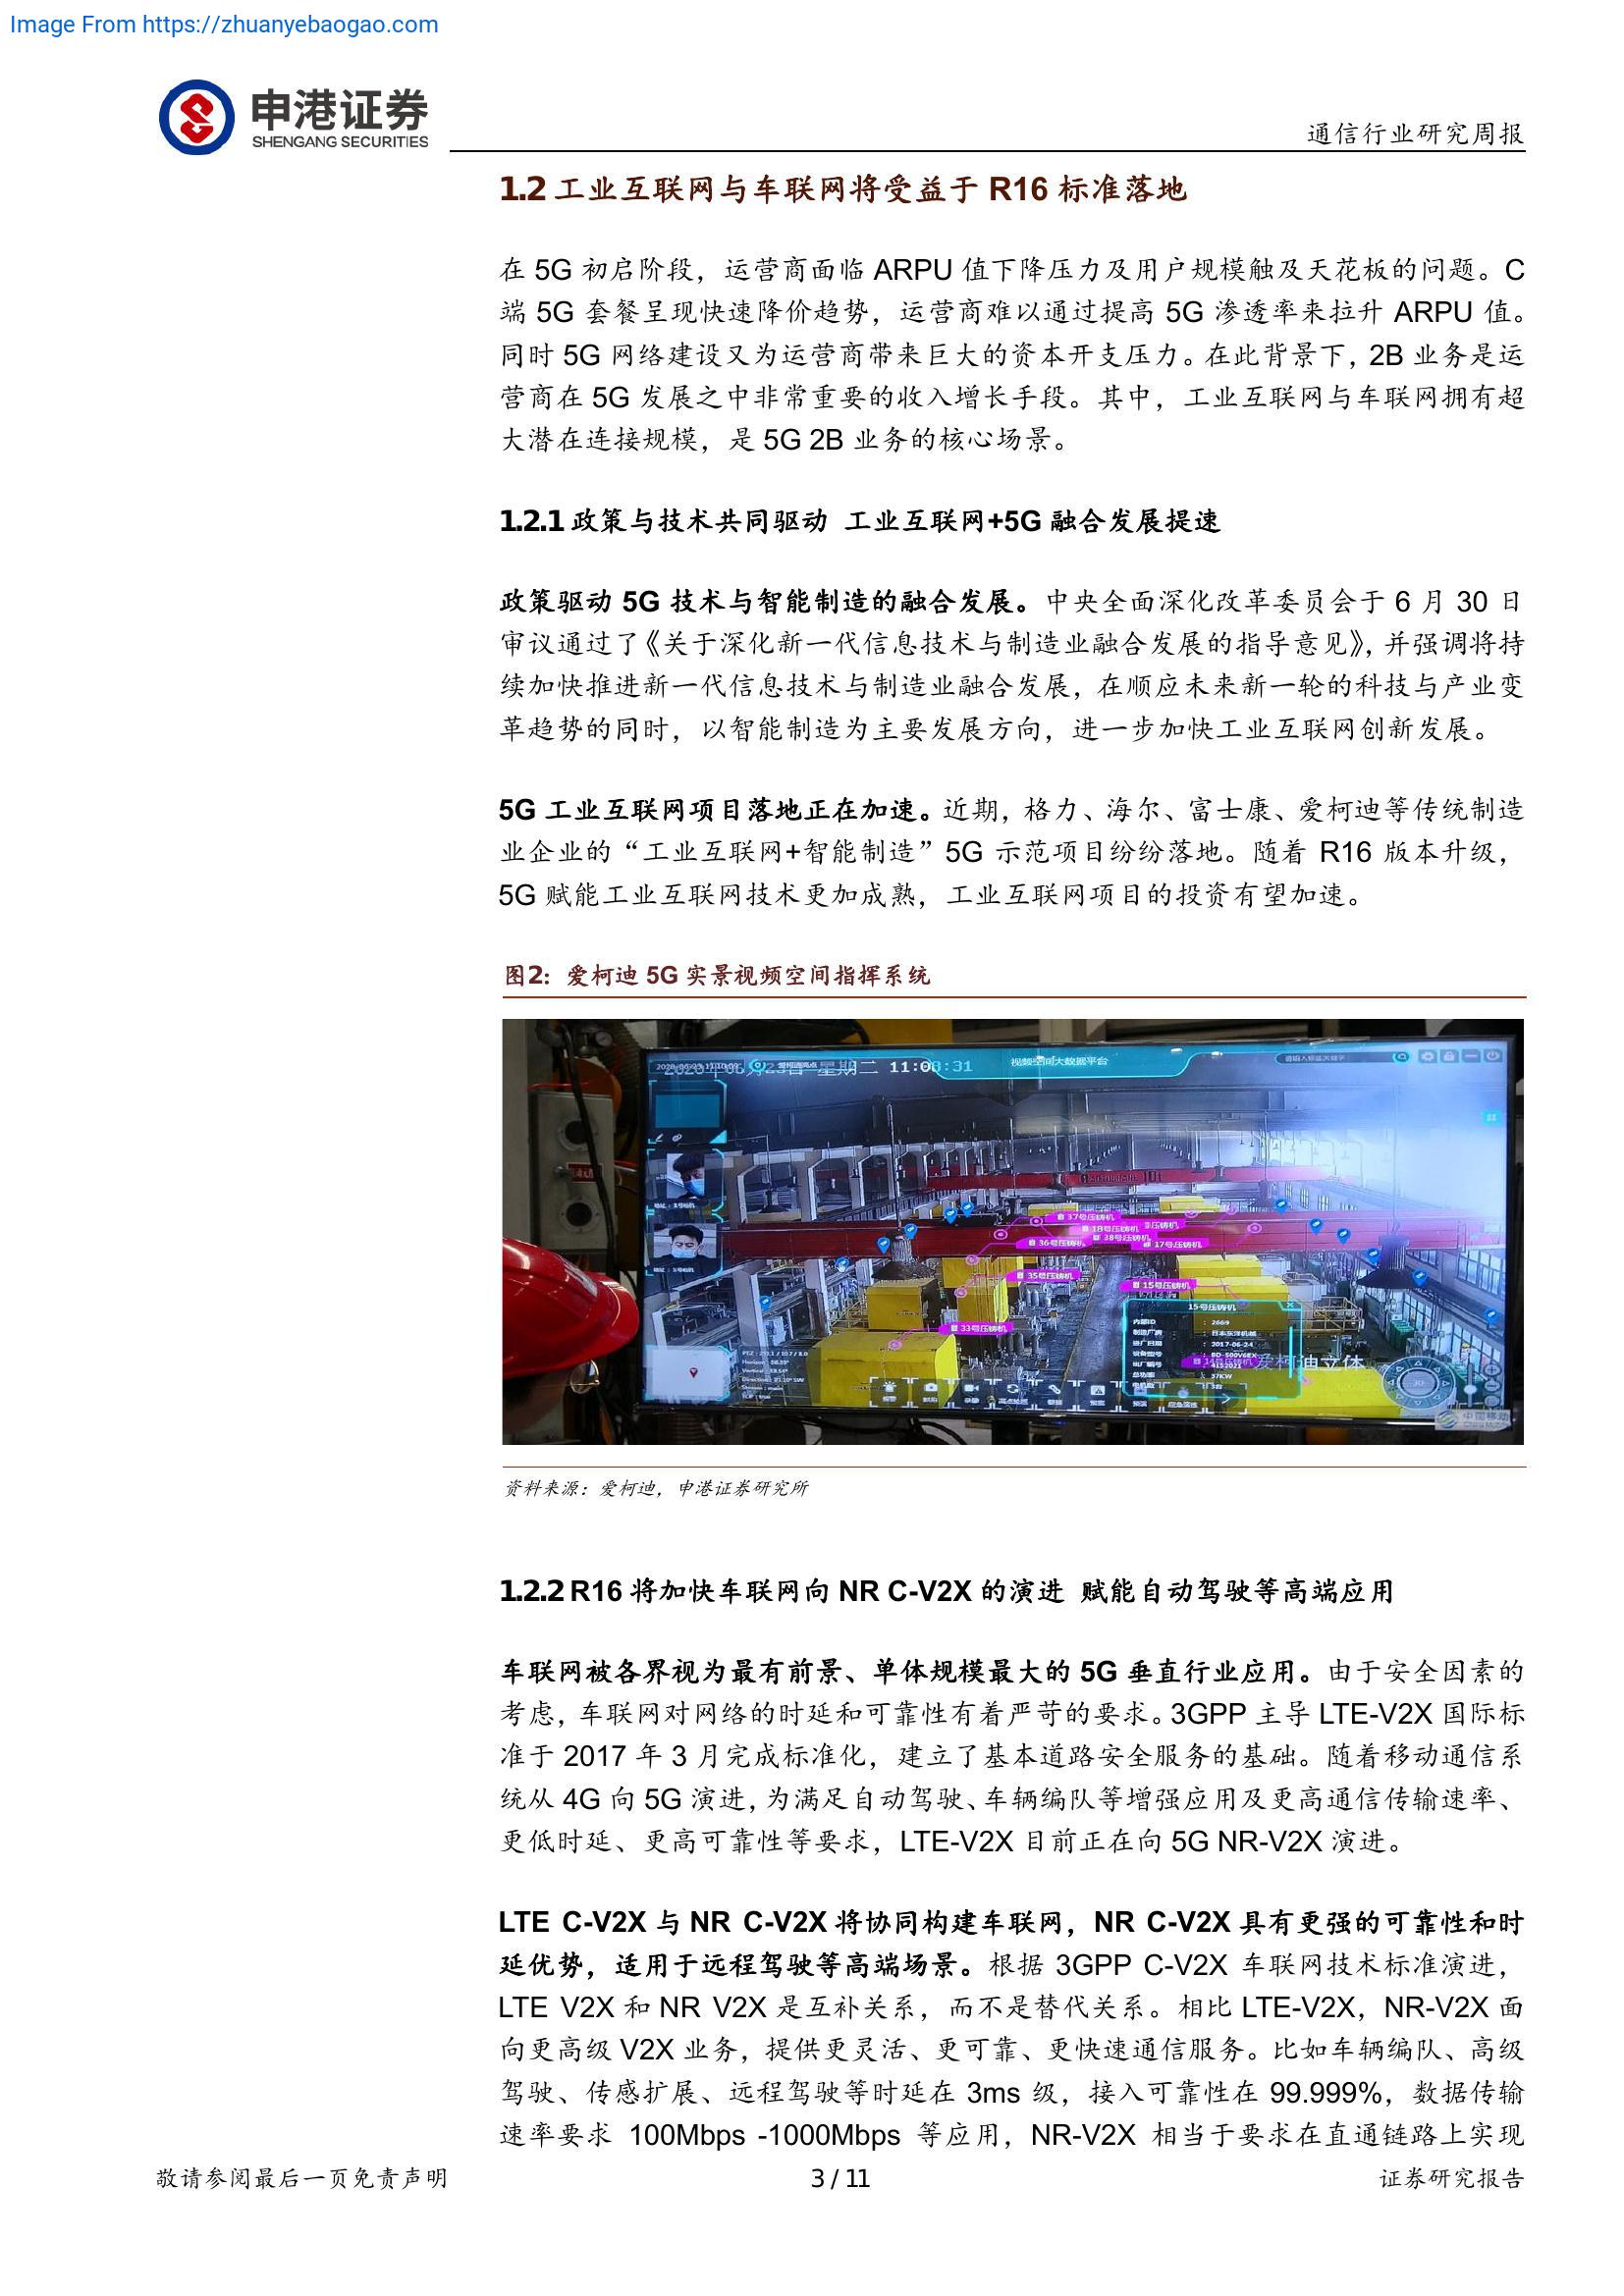 Image From https://zhuanyebaogao.com
申港证券
SHENGANG SECURITIES
通信行业研究周报
1.2 工业互联网与车联网将受益于 R16 标准落地
在 5G 初启阶段，运营商面临 ARPU 值下降压力及用户规模触及天花板的问题。C
端 5G 套餐呈现快速降价趋势，运营商难以通过提高 5G 渗透率来拉升 ARPU 值。
同时 5G 网络建设又为运营商带来巨大的资本开支压力。在此背景下，2B 业务是运
营商在 5G 发展之中非常重要的收入增长手段。其中，工业互联网与车联网拥有超
大潜在连接规模，是 5G 2B 业务的核心场景。
1.2.1 政策与技术共同驱动 工业互联网+5G 融合发展提速
政策驱动 5G 技术与智能制造的融合发展。中央全面深化改革委员会于 6 月 30 日
审议通过了《关于深化新一代信息技术与制造业融合发展的指导意见》，并强调将持
续加快推进新一代信息技术与制造业融合发展，在顺应未来新一轮的科技与产业变
革趋势的同时，以智能制造为主要发展方向，进一步加快工业互联网创新发展。
5G 工业互联网项目落地正在加速。近期，格力、海尔、富士康、爱柯迪等传统制造
业企业的“工业互联网+智能制造”5G 示范项目纷纷落地。随着 R16 版本升级，
5G 赋能工业互联网技术更加成熟，工业互联网项目的投资有望加速。
图2：爱柯迪 5G 实景视频空间指挥系统
视频空间大数据平台
星期二 11:08:31
37号压铸机
18号压铸机
36号压铸机
38号压铸机
17号压铸机
35号压铸机
15号压铸机
33号压铸机
15号压铸机
内部ID : 2669
2017-06-24
37KW
爱柯迪立体
中国移动
资料来源：爱柯迪，申港证券研究所
1.2.2 R16 将加快车联网向 NR C-V2X 的演进 赋能自动驾驶等高端应用
车联网被各界视为最有前景、单体规模最大的 5G 垂直行业应用。由于安全因素的
考虑，车联网对网络的时延和可靠性有着严苛的要求。3GPP 主导 LTE-V2X 国际标
准于 2017 年 3 月完成标准化，建立了基本道路安全服务的基础。随着移动通信系
统从 4G 向 5G 演进，为满足自动驾驶、车辆编队等增强应用及更高通信传输速率、
更低时延、更高可靠性等要求，LTE-V2X 目前正在向 5G NR-V2X 演进。
LTE C-V2X 与 NR C-V2X 将协同构建车联网，NR C-V2X 具有更强的可靠性和时
延优势，适用于远程驾驶等高端场景。根据 3GPP C-V2X 车联网技术标准演进，
LTE V2X 和 NR V2X 是互补关系，而不是替代关系。相比 LTE-V2X，NR-V2X 面
向更高级 V2X 业务，提供更灵活、更可靠、更快速通信服务。比如车辆编队、高级
驾驶、传感扩展、远程驾驶等时延在 3ms 级，接入可靠性在 99.999%，数据传输
速率要求 100Mbps -1000Mbps 等应用，NR-V2X 相当于要求在直通链路上实现
敬请参阅最后一页免责声明
3 / 11
证券研究报告